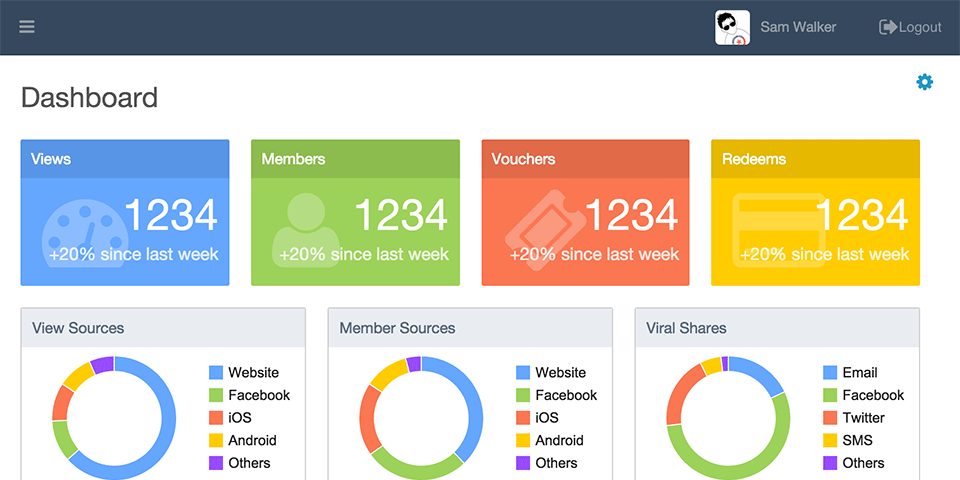 Sam Walker
Logout
Dashboard
Views
Members
Vouchers
Redeems
1234
1234
1234
1234
+20% since last week
+20% since last week
+20% since last week
+20% since last week
View Sources
Member Sources
Viral Shares
Website
Facebook
iOS
Android
Others
Website
Facebook
iOS
Android
Others
Email
Facebook
Twitter
SMS
Others